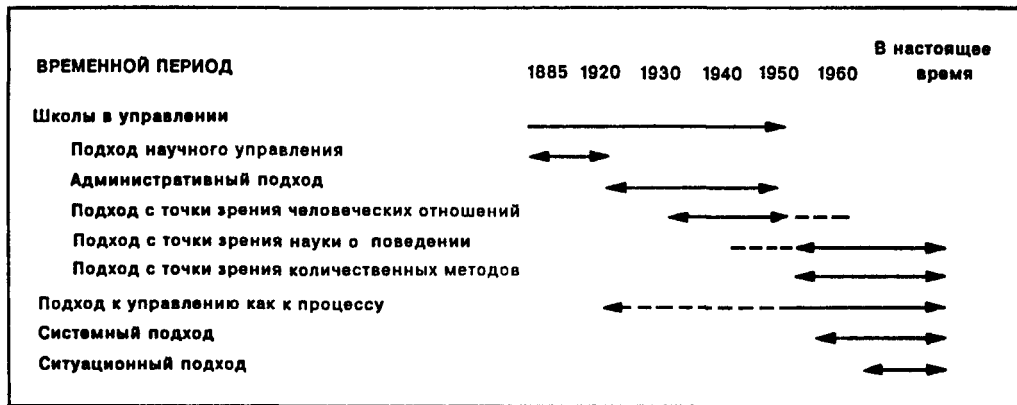 В настоящее
ВРЕМЕННОЙ ПЕРИОД 1885 1920 1930 1940 1950 1960 время
Школы в управлении
Подход научного управления
Административный подход
Подход с точки зрения человеческих отношений
Подход с точки зрения науки о поведении
Подход с точки зрения количественных методов
Подход к управлению как к процессу
Системный подход
Ситуационный подход